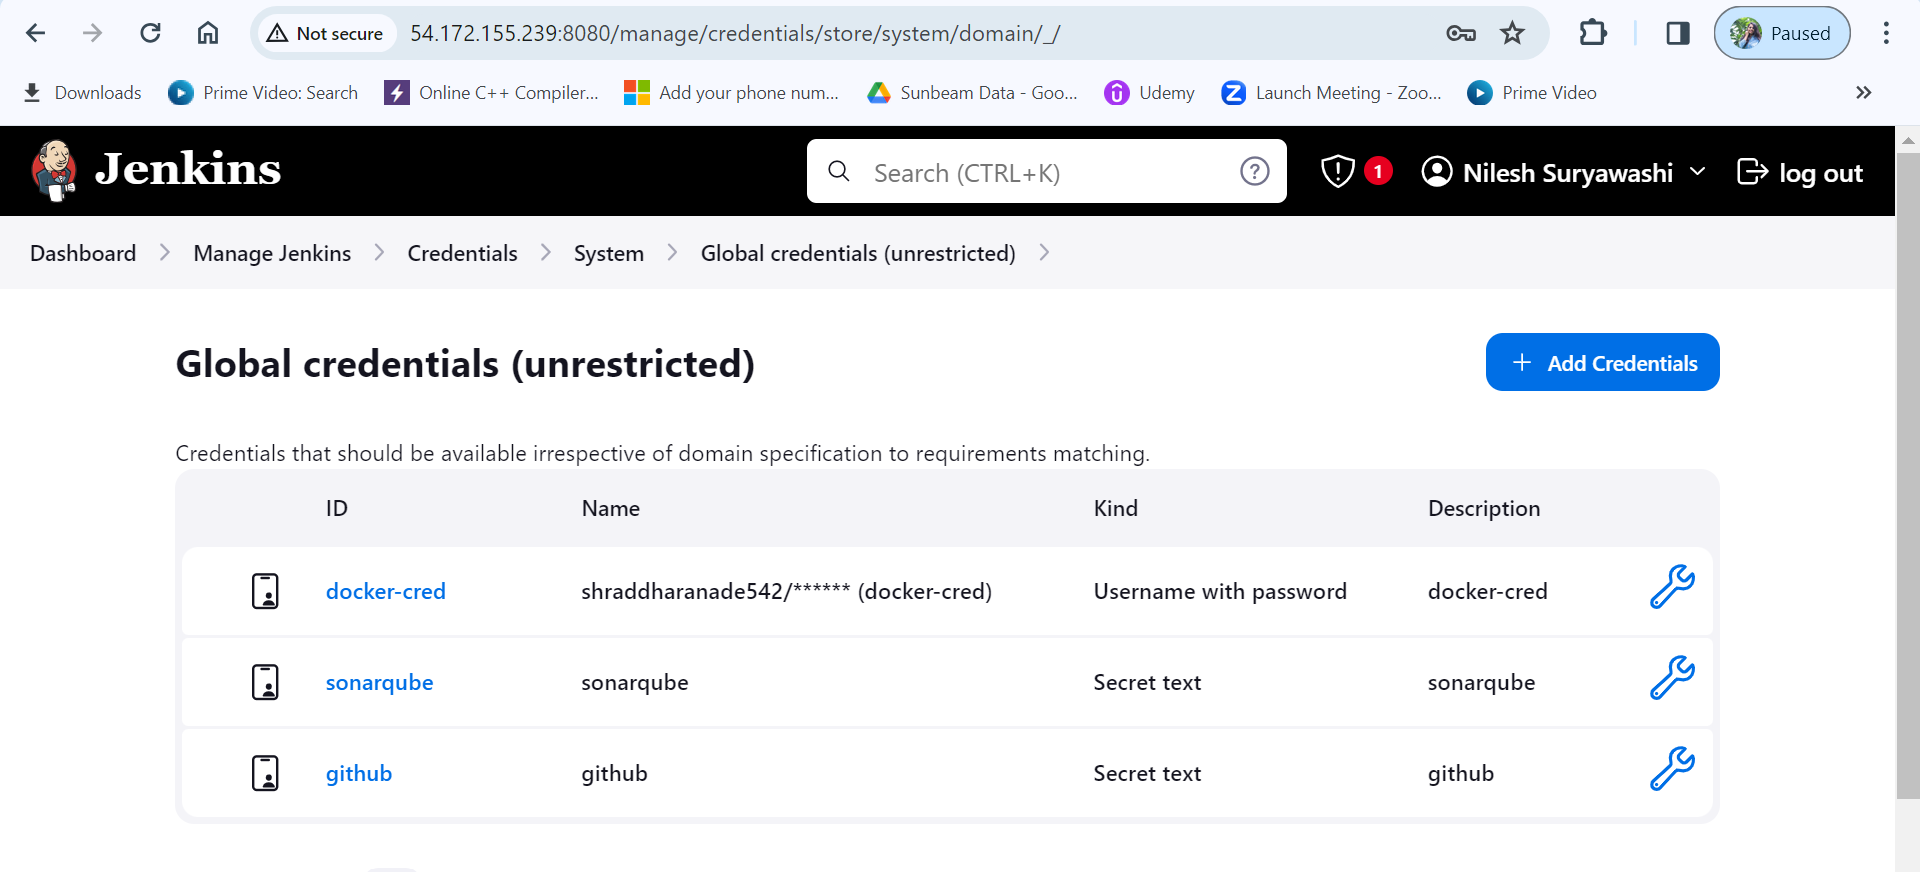 Not secure
54.172.155.239:8080/manage/credentials/store/system/domain/_/
Paused
Downloads
Prime Video: Search
Online C++ Compiler...
Add your phone num...
Sunbeam Data - Goo...
Udemy
Launch Meeting - Zoo...
Prime Video
Jenkins
Search (CTRL+K)
1
Nilesh Suryawashi
log out
Dashboard
Manage Jenkins
Credentials
System
Global credentials (unrestricted)
Global credentials (unrestricted)
+ Add Credentials
Credentials that should be available irrespective of domain specification to requirements matching.
ID Name Kind Description
docker-cred shraddharanade542/****** (docker-cred) Username with password docker-cred
sonarqube sonarqube Secret text sonarqube
github github Secret text github